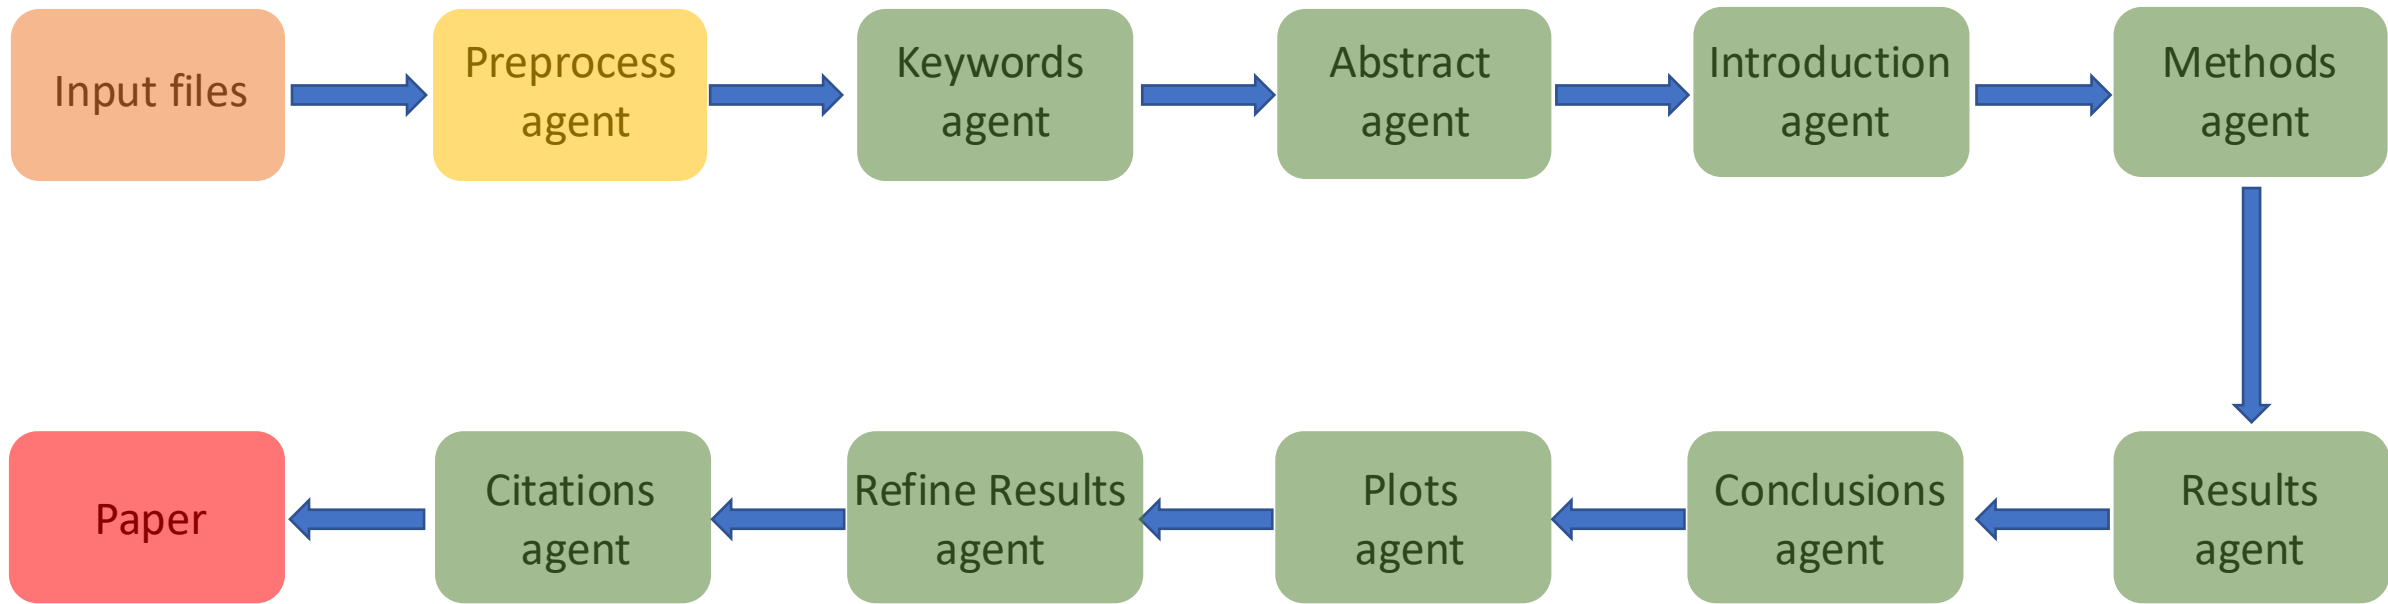 Input files
Preprocess
agent
Keywords
agent
Abstract
agent
Introduction
agent
Methods
agent
Results
agent
Conclusions
agent
Plots
agent
Refine Results
agent
Citations
agent
Paper